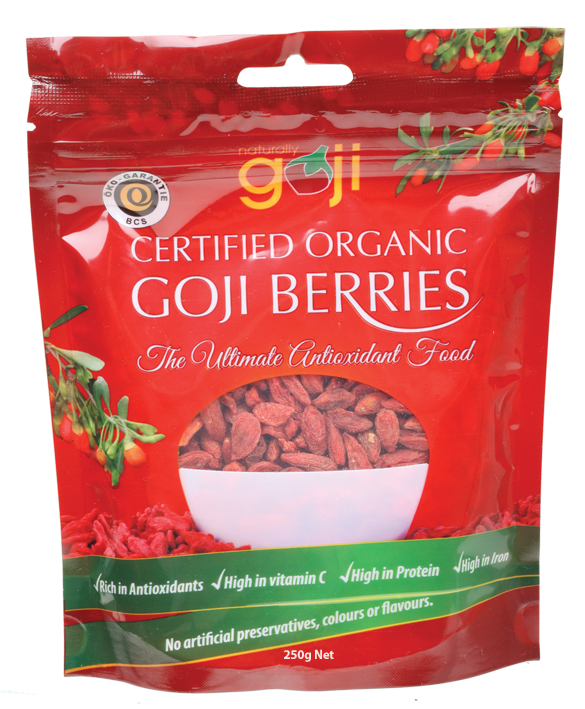 naturally
goji
ÖKO-GARANTIE
BCS
CERTIFIED ORGANIC
GOJI BERRIES
The Ultimate Antioxidant Food
√Rich in Antioxidants √High in vitamin C √High in Protein √High in Iron
No artificial preservatives, colours or flavours.
250g Net